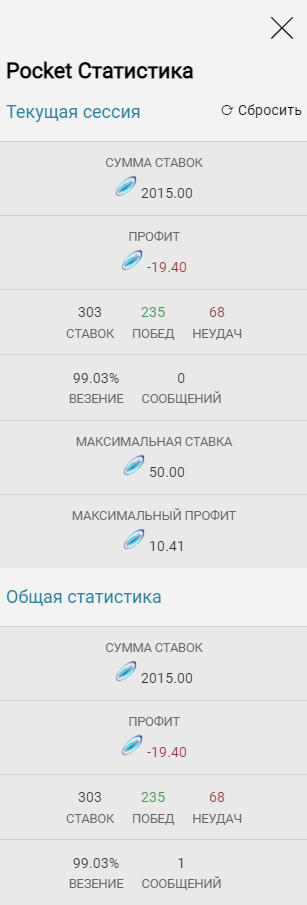 Pocket Статистика
Текущая сессия Сбросить
СУММА СТАВОК
2015.00
ПРОФИТ
-19.40
303 235 68
СТАВОК ПОБЕД НЕУДАЧ
99.03% 0
ВЕЗЕНИЕ СООБЩЕНИЙ
МАКСИМАЛЬНАЯ СТАВКА
50.00
МАКСИМАЛЬНЫЙ ПРОФИТ
10.41
Общая статистика
СУММА СТАВОК
2015.00
ПРОФИТ
-19.40
303 235 68
СТАВОК ПОБЕД НЕУДАЧ
99.03% 1
ВЕЗЕНИЕ СООБЩЕНИЙ